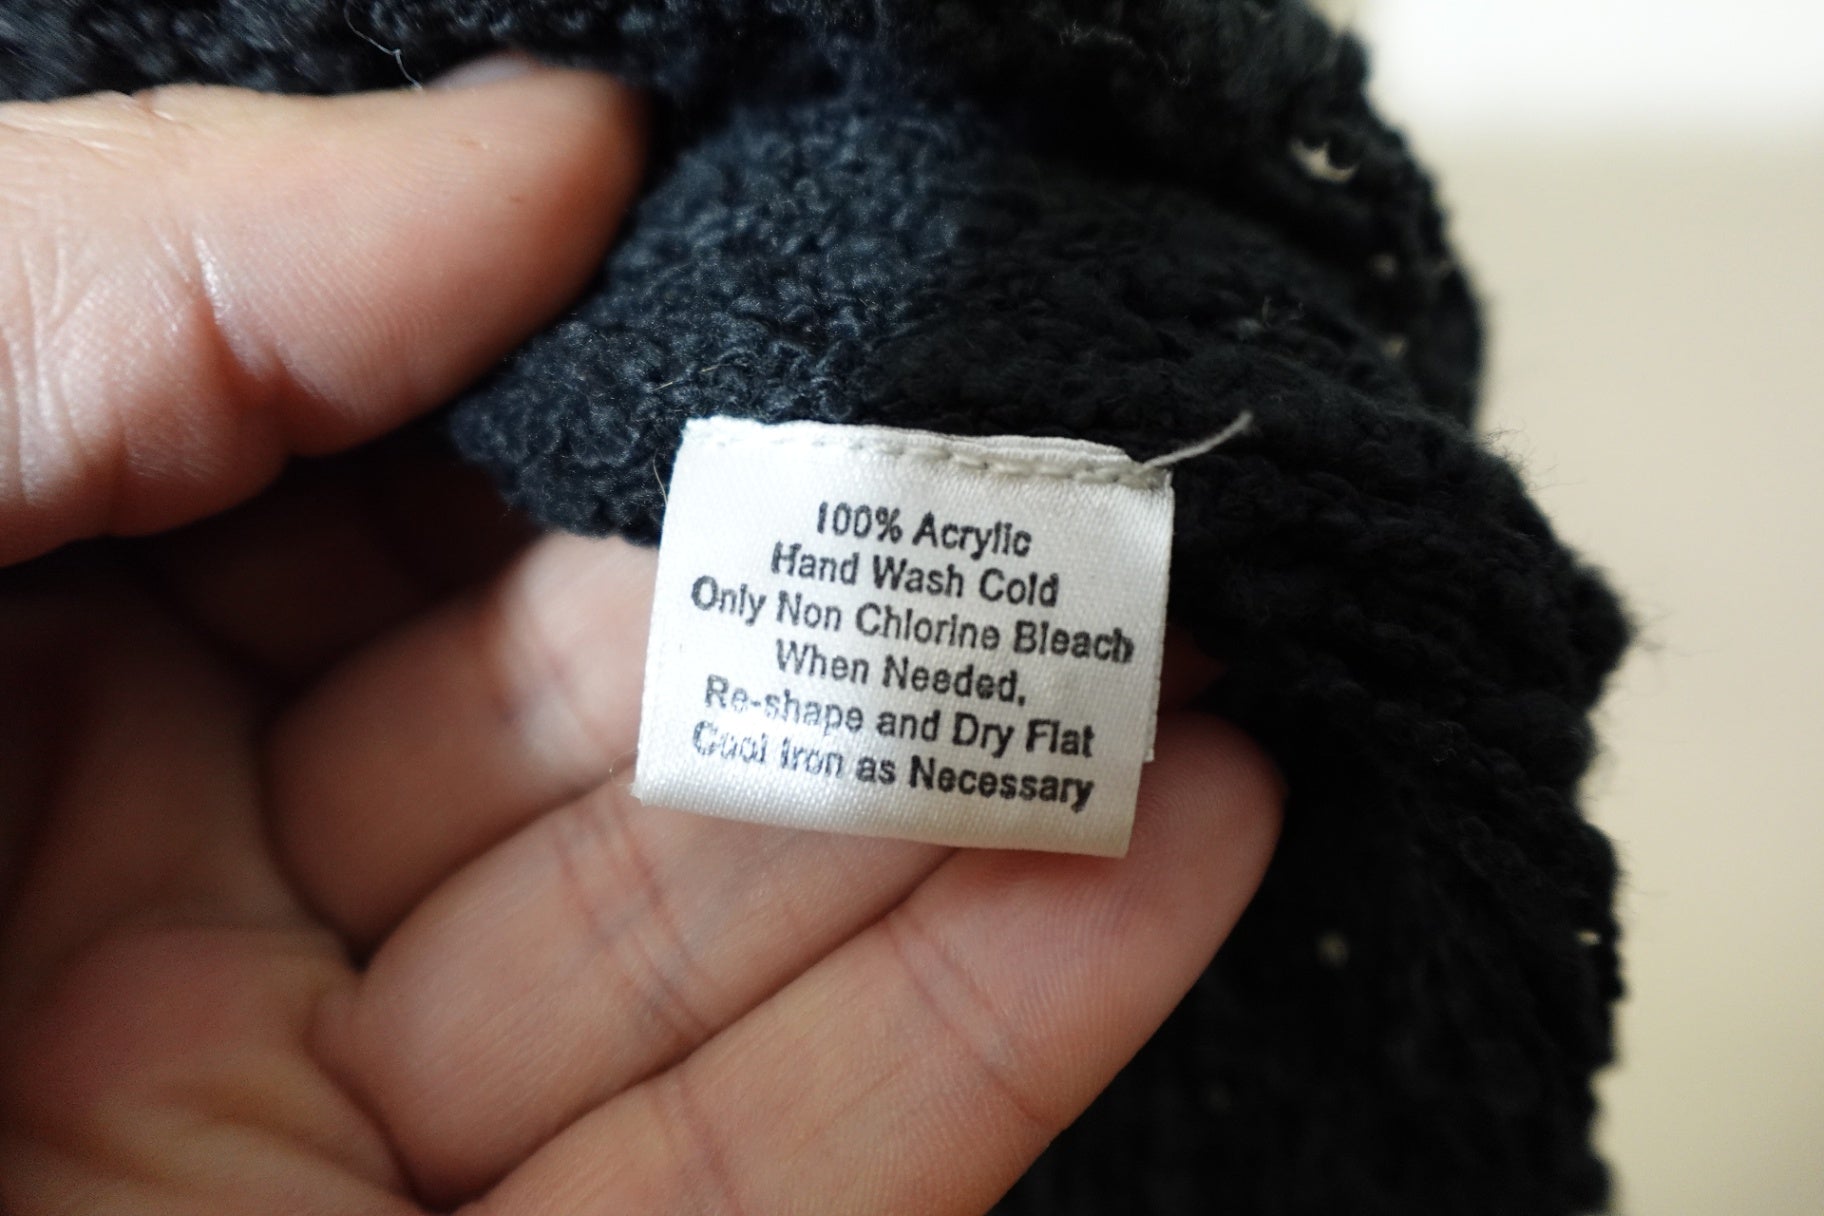 100% Acrylic
Hand Wash Cold
Only Non Chlorine Bleach
When Needed,
Re-shape and Dry Flat
Cool Iron as Necessary